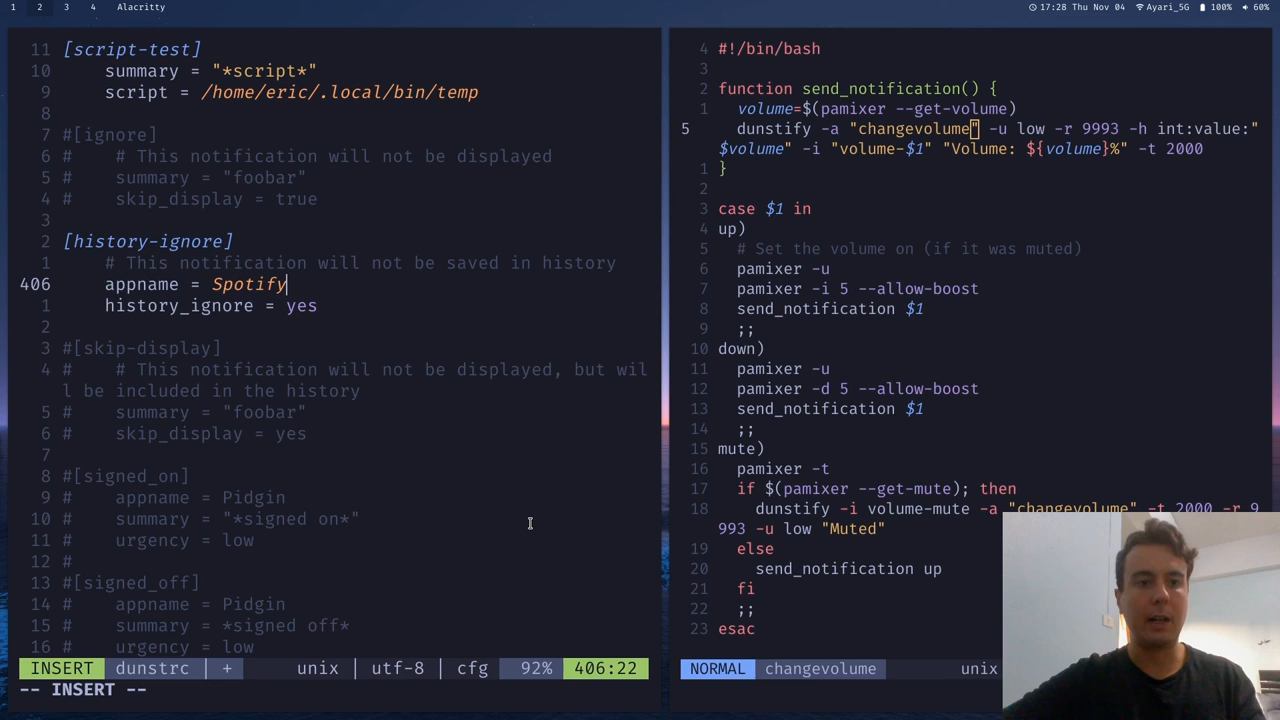 1 2 3 4 Alacritty 17:28 Thu Nov 04 Ayari_5G 100% 60%
11 [script-test]
10 summary = "*script*"
9 script = /home/eric/.local/bin/temp
8
7 #[ignore]
6 # # This notification will not be displayed
5 # summary = "foobar"
4 # skip_display = true
3
2 [history-ignore]
1 # This notification will not be saved in history
406 appname = Spotify
1 history_ignore = yes
2
3 #[skip-display]
4 # # This notification will not be displayed, but wil
l be included in the history
5 # summary = "foobar"
6 # skip_display = yes
7
8 #[signed_on]
9 # appname = Pidgin
10 # summary = "*signed on*"
11 # urgency = low
12 #
13 #[signed_off]
14 # appname = Pidgin
15 # summary = *signed off*
16 # urgency = low
INSERT dunstrc | + unix | utf-8 | cfg 92% 406:22
-- INSERT --
4 #!/bin/bash
3
2 function send_notification() {
1 volume=$(pamixer --get-volume)
5 dunstify -a "changevolume" -u low -r 9993 -h int:value:"
$volume" -i "volume-$1" "Volume: ${volume}%" -t 2000
1 }
2
3 case $1 in
4 up)
5 # Set the volume on (if it was muted)
6 pamixer -u
7 pamixer -i 5 --allow-boost
8 send_notification $1
9 ;;
10 down)
11 pamixer -u
12 pamixer -d 5 --allow-boost
13 send_notification $1
14 ;;
15 mute)
16 pamixer -t
17 if $(pamixer --get-mute); then
18 dunstify -i volume-mute -a "changevolume" -t 2000 -r 9
993 -u low "Muted"
19 else
20 send_notification up
21 fi
22 ;;
23 esac
NORMAL changevolume unix